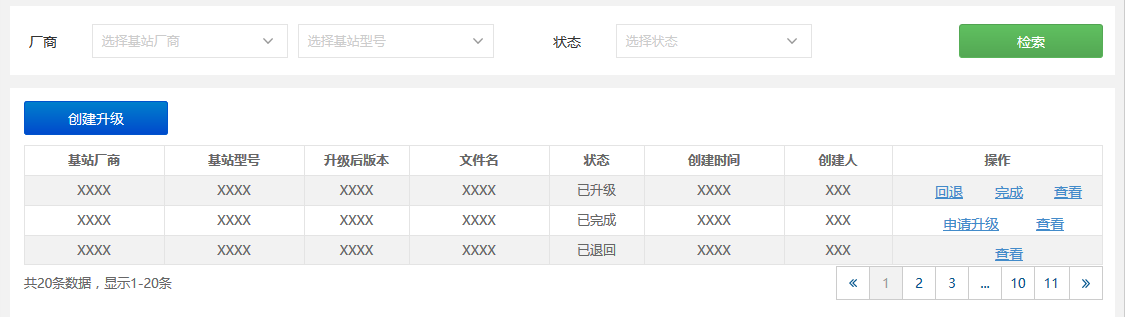 厂商 选择基站厂商 选择基站型号 状态 选择状态 检索
创建升级
基站厂商 基站型号 升级后版本 文件名 状态 创建时间 创建人 操作
XXXX XXXX XXXX XXXX 已升级 XXXX XXX 回退 完成 查看
XXXX XXXX XXXX XXXX 已完成 XXXX XXX 申请升级 查看
XXXX XXXX XXXX XXXX 已退回 XXXX XXX 查看
共20条数据，显示1-20条 « 1 2 3 ... 10 11 »